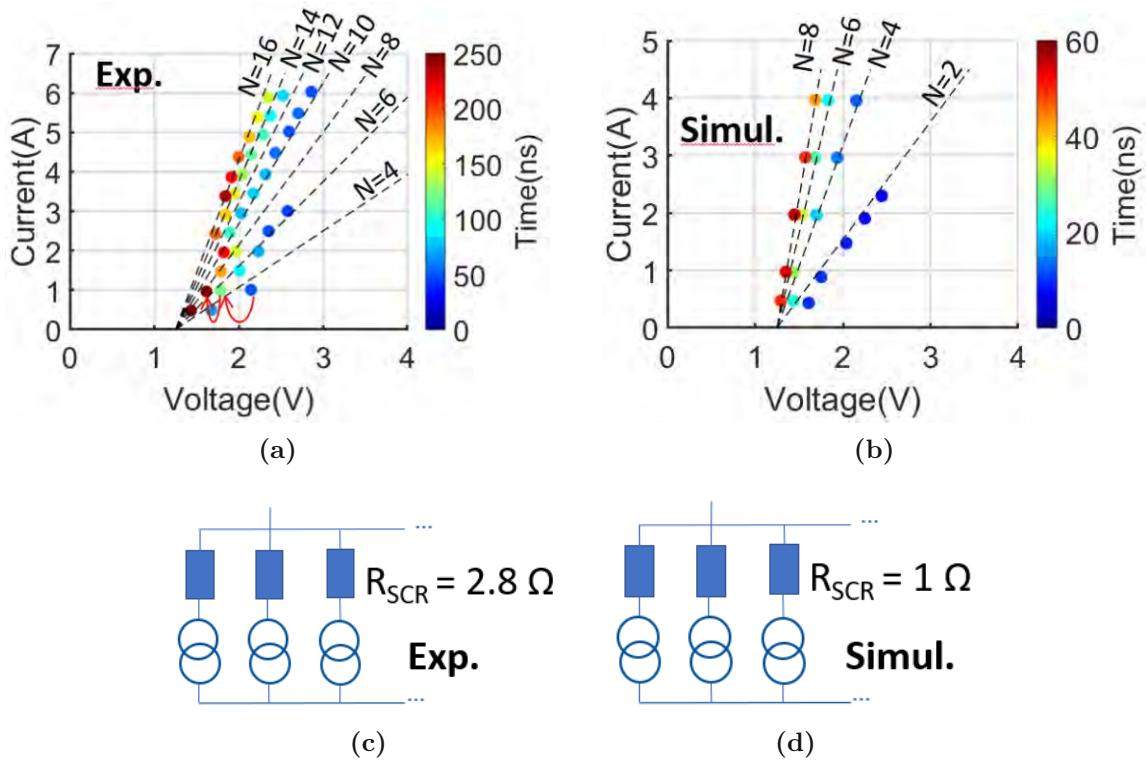 Exp.
N=16
N=14
N=12
N=10
N=8
N=6
N=4
7
6
5
4
3
2
1
0
Current(A)
0 1 2 3 4
Voltage(V)
250
200
150
100
50
0
Time(ns)
(a)
Simul.
N=8
N=6
N=4
N=2
5
4
3
2
1
0
Current(A)
0 1 2 3 4
Voltage(V)
60
40
20
0
Time(ns)
(b)
...
R_SCR = 2.8 Ω
Exp.
...
(c)
...
R_SCR = 1 Ω
Simul.
...
(d)